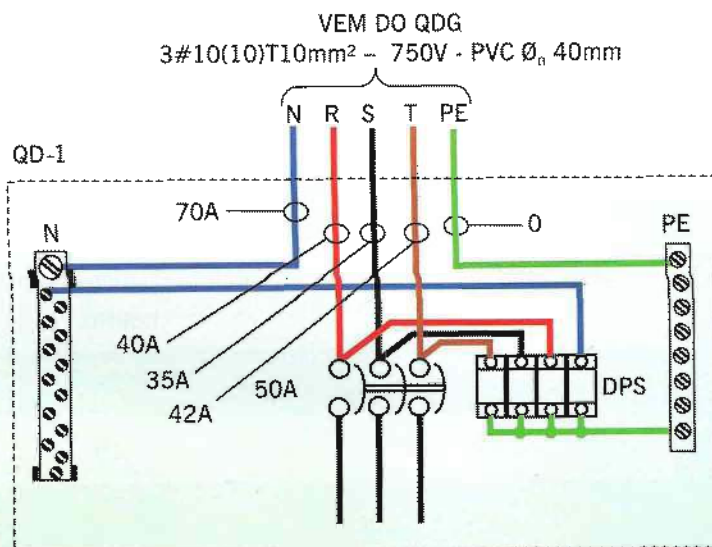 VEM DO QDG
3#10(10)T10mm² – 750V - PVC Øₙ 40mm
N R S T PE
QD-1
70A
0
N
PE
40A
35A
42A
50A
DPS